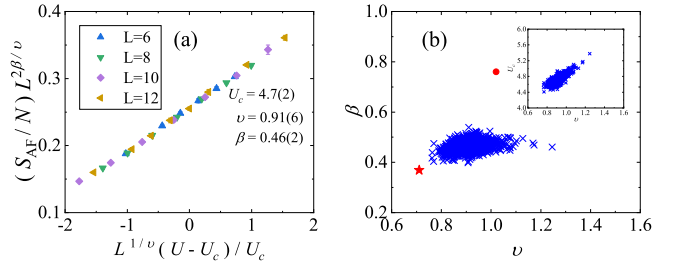 (a)
L=6
L=8
L=10
L=12
U_c = 4.7(2)
υ = 0.91(6)
β = 0.46(2)
(S_AF / N) L^{2β/υ}
0.4
0.3
0.2
0.1
-2 -1 0 1 2
L^{1/υ} (U - U_c) / U_c
(b)
β
0.8
0.6
0.4
0.2
0.6 0.8 1.0 1.2 1.4 1.6
υ
U_c
6.0
5.6
5.2
4.8
4.4
4.0
0.6 0.8 1.0 1.2 1.4 1.6
υ